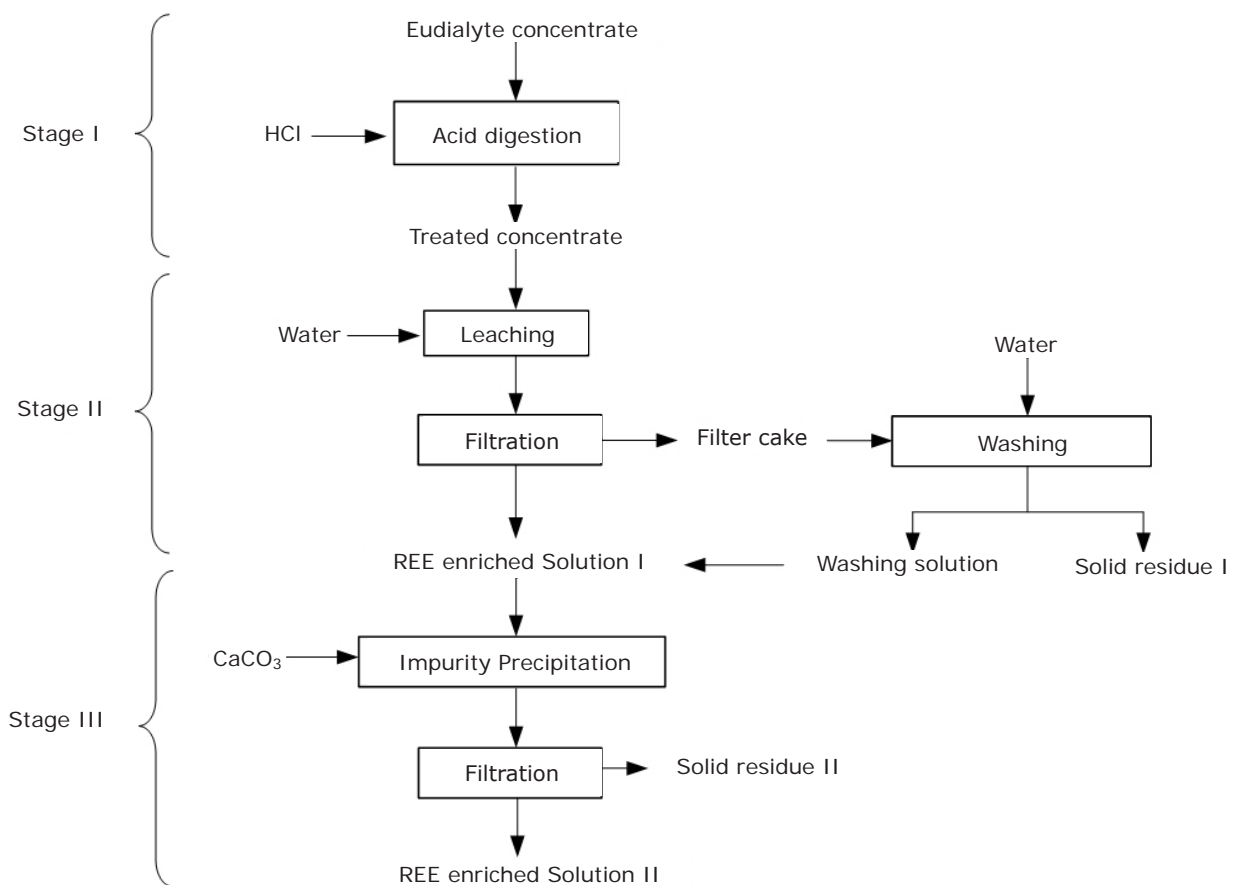 Eudialyte concentrate
Stage I
HCl
Acid digestion
Treated concentrate
Water
Leaching
Water
Stage II
Filtration
Filter cake
Washing
REE enriched Solution I
Washing solution
Solid residue I
CaCO₃
Impurity Precipitation
Stage III
Filtration
Solid residue II
REE enriched Solution II